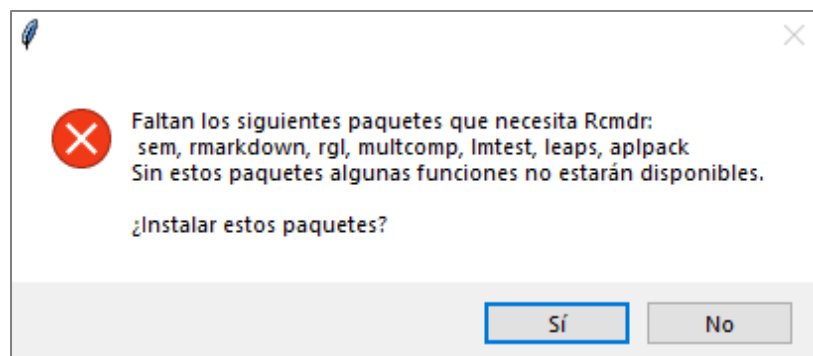 Faltan los siguientes paquetes que necesita Rcmdr:
sem, rmarkdown, rgl, multcomp, lmtest, leaps, aplpack
Sin estos paquetes algunas funciones no estarán disponibles.
¿Instalar estos paquetes?
Sí
No